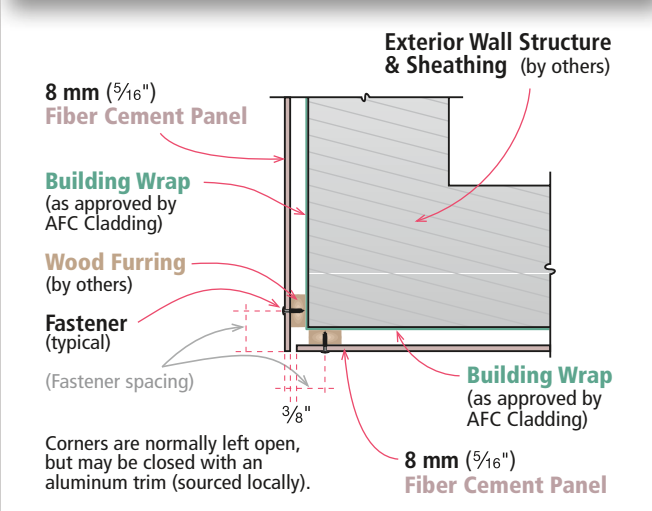 Exterior Wall Structure
& Sheathing (by others)
8 mm (5⁄16")
Fiber Cement Panel
Building Wrap
(as approved by
AFC Cladding)
Wood Furring
(by others)
Fastener
(typical)
(Fastener spacing)
3⁄8"
Building Wrap
(as approved by
AFC Cladding)
Corners are normally left open,
but may be closed with an
aluminum trim (sourced locally).
8 mm (5⁄16")
Fiber Cement Panel